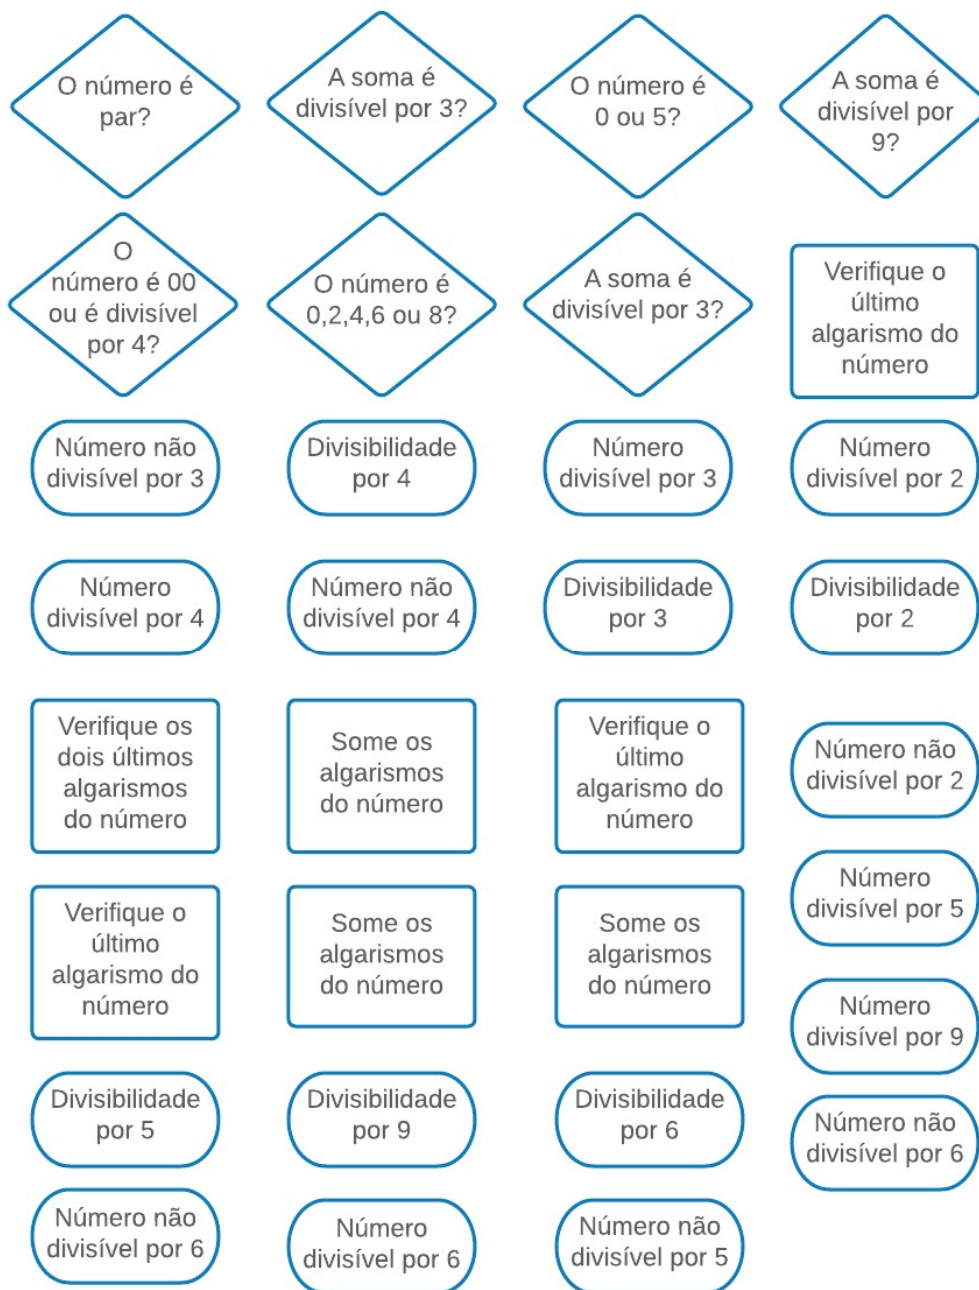 O número é
par?
A soma é
divisível por 3?
O número é
0 ou 5?
A soma é
divisível por
9?
O
número é 00
ou é divisível
por 4?
O número é
0,2,4,6 ou 8?
A soma é
divisível por 3?
Verifique o
último
algarismo do
número
Número não
divisível por 3
Divisibilidade
por 4
Número
divisível por 3
Número
divisível por 2
Número
divisível por 4
Número não
divisível por 4
Divisibilidade
por 3
Divisibilidade
por 2
Verifique os
dois últimos
algarismos
do número
Some os
algarismos
do número
Verifique o
último
algarismo do
número
Número não
divisível por 2
Verifique o
último
algarismo do
número
Some os
algarismos
do número
Some os
algarismos
do número
Número
divisível por 5
Número
divisível por 9
Divisibilidade
por 5
Divisibilidade
por 9
Divisibilidade
por 6
Número não
divisível por 6
Número não
divisível por 6
Número
divisível por 6
Número não
divisível por 5